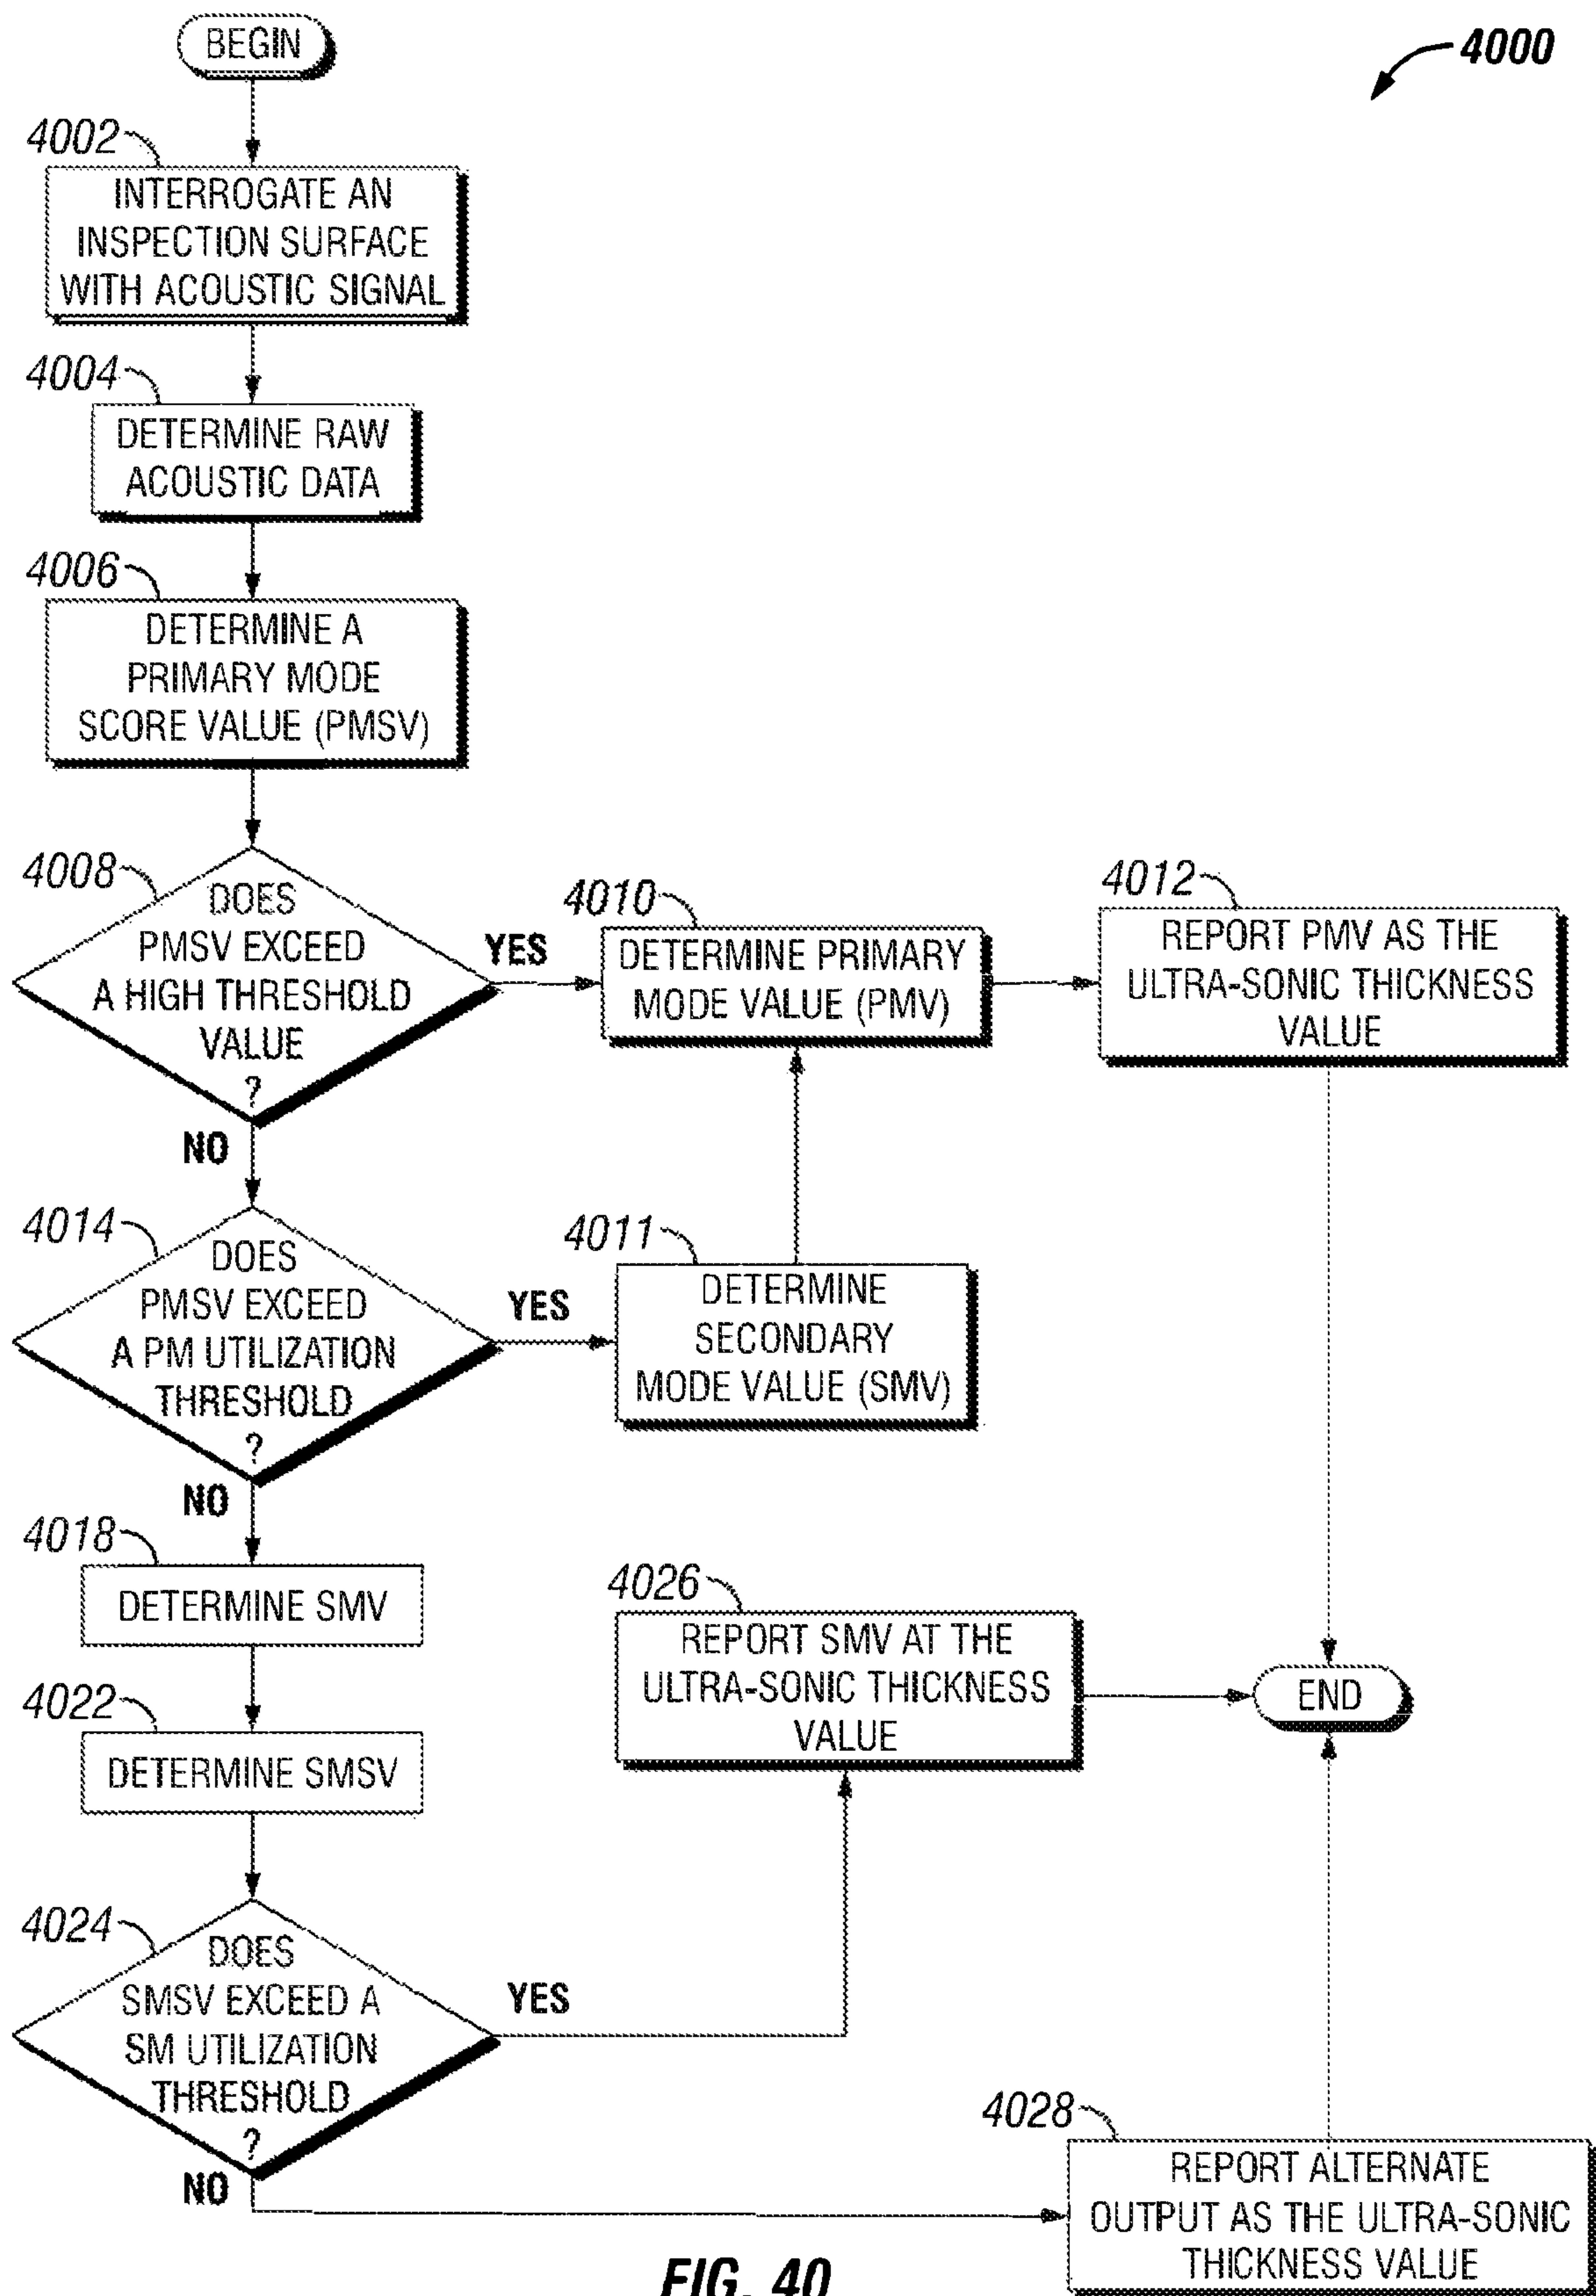 BEGIN
4000
4002
INTERROGATE AN
INSPECTION SURFACE
WITH ACOUSTIC SIGNAL
4004
DETERMINE RAW
ACOUSTIC DATA
4006
DETERMINE A
PRIMARY MODE
SCORE VALUE (PMSV)
4008
DOES
PMSV EXCEED
A HIGH THRESHOLD
VALUE
?
YES
NO
4010
DETERMINE PRIMARY
MODE VALUE (PMV)
4012
REPORT PMV AS THE
ULTRA-SONIC THICKNESS
VALUE
4014
DOES
PMSV EXCEED
A PM UTILIZATION
THRESHOLD
?
YES
NO
4011
DETERMINE
SECONDARY
MODE VALUE (SMV)
4018
DETERMINE SMV
4026
REPORT SMV AT THE
ULTRA-SONIC THICKNESS
VALUE
END
4022
DETERMINE SMSV
4024
DOES
SMSV EXCEED A
SM UTILIZATION
THRESHOLD
?
YES
NO
4028
REPORT ALTERNATE
OUTPUT AS THE ULTRA-SONIC
THICKNESS VALUE
FIG. 40